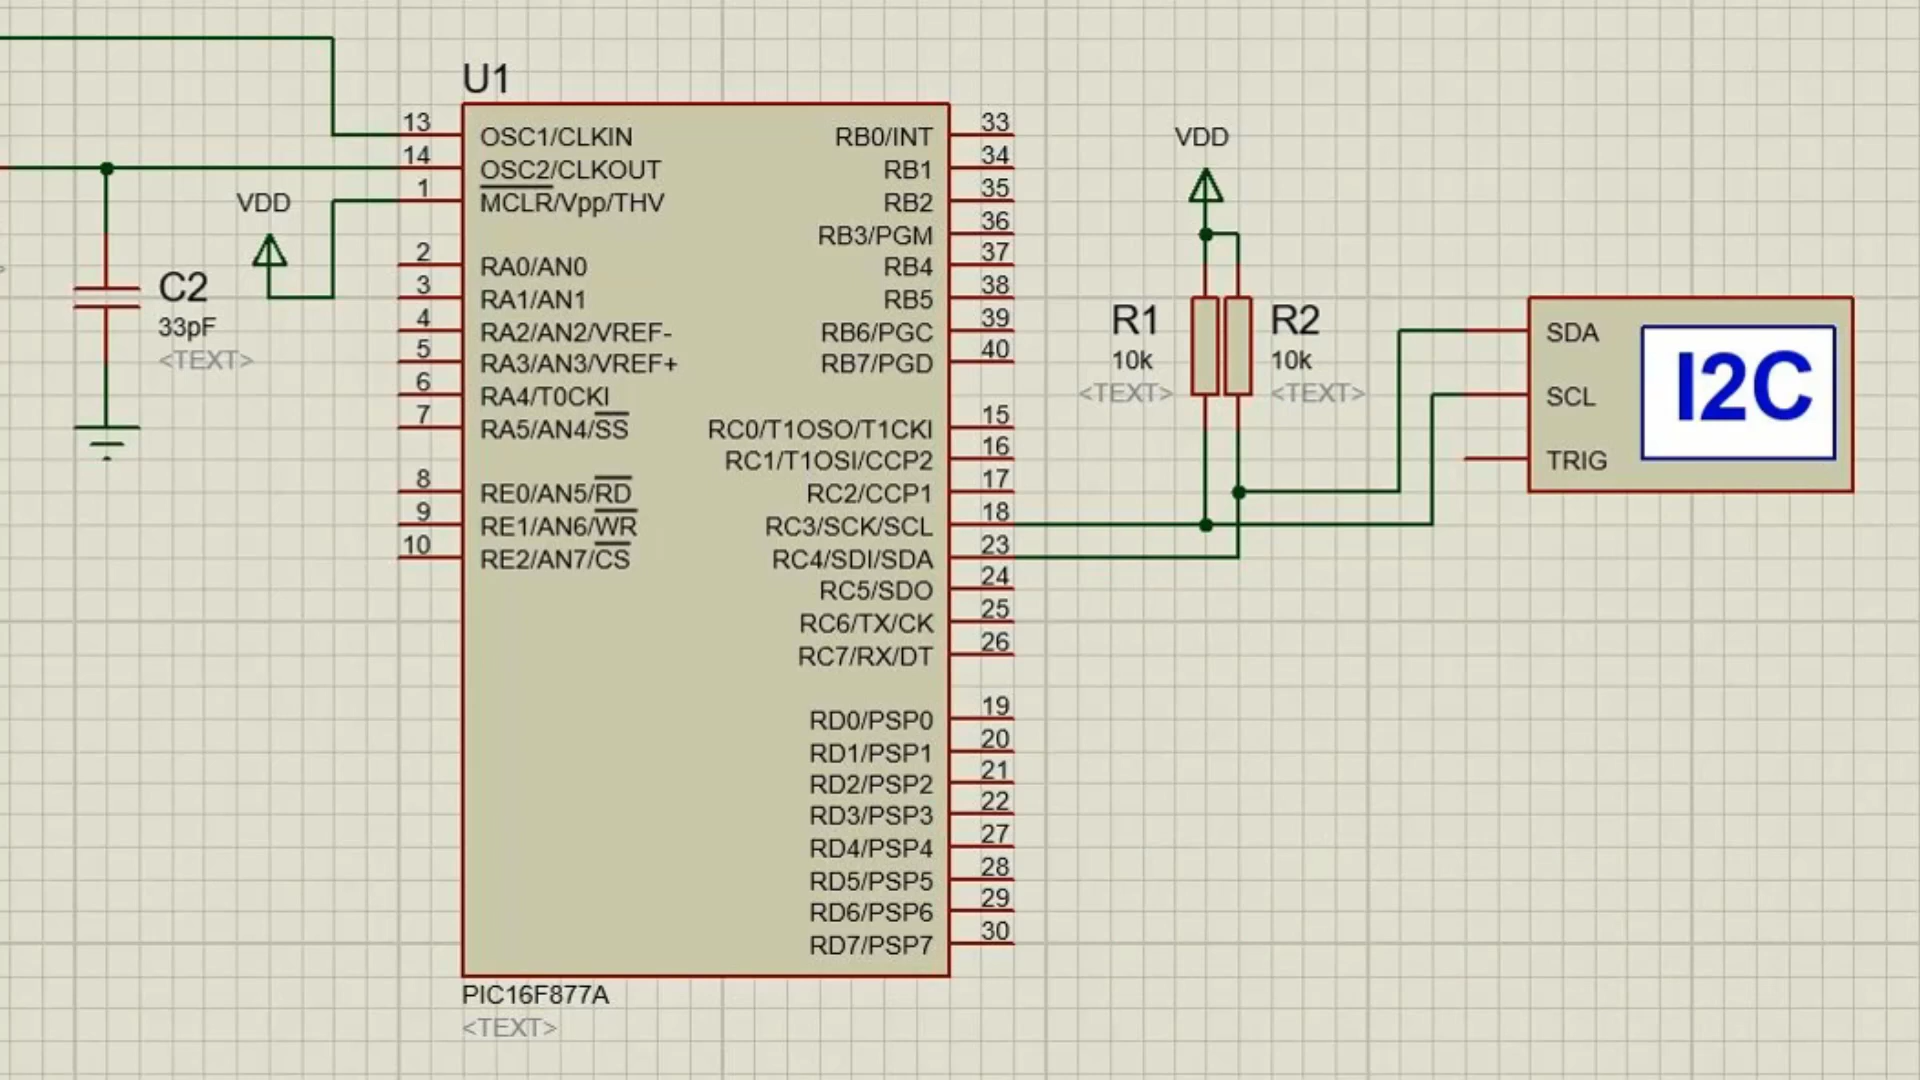 U1
13 OSC1/CLKIN
14 OSC2/CLKOUT
1 MCLR/Vpp/THV
2 RA0/AN0
3 RA1/AN1
4 RA2/AN2/VREF-
5 RA3/AN3/VREF+
6 RA4/T0CKI
7 RA5/AN4/SS
8 RE0/AN5/RD
9 RE1/AN6/WR
10 RE2/AN7/CS
RB0/INT 33
RB1 34
RB2 35
RB3/PGM 36
RB4 37
RB5 38
RB6/PGC 39
RB7/PGD 40
RC0/T1OSO/T1CKI 15
RC1/T1OSI/CCP2 16
RC2/CCP1 17
RC3/SCK/SCL 18
RC4/SDI/SDA 23
RC5/SDO 24
RC6/TX/CK 25
RC7/RX/DT 26
RD0/PSP0 19
RD1/PSP1 20
RD2/PSP2 21
RD3/PSP3 22
RD4/PSP4 27
RD5/PSP5 28
RD6/PSP6 29
RD7/PSP7 30
PIC16F877A
<TEXT>
VDD
C2
33pF
<TEXT>
VDD
R1
10k
<TEXT>
R2
10k
<TEXT>
SDA
SCL
TRIG
I2C